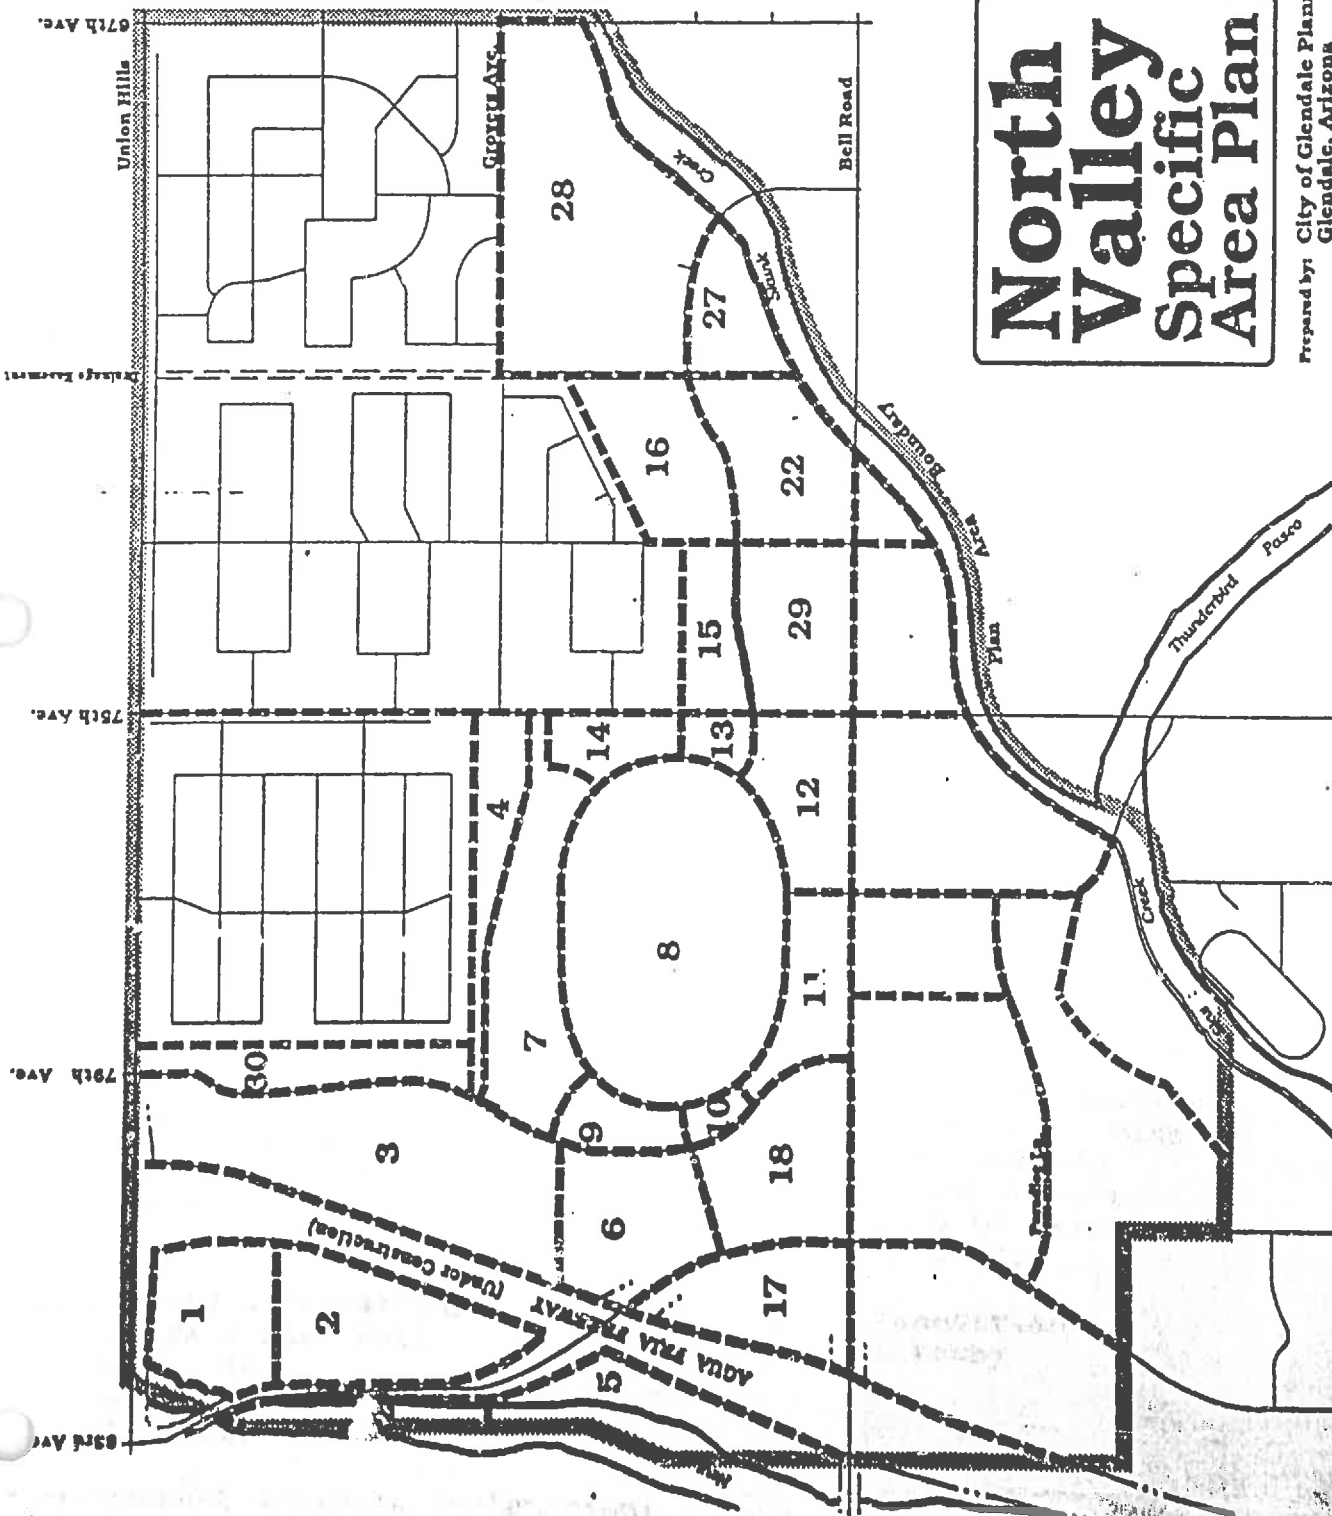 North
Valley
Specific
Area Plan
Prepared by: City of Glendale
Glendale, Arizona
67th Ave.
75th Ave.
79th Ave.
83rd Ave
Union Hills
Drainage Easement
Bell Road
Skunk
Creek
Plan
Area
Boundary
Thunderbird
Paseo
Creek
AGUA FRIA FREEWAY
(Under Construction)
1
2
3
4
5
6
7
8
9
10
11
12
13
14
15
16
17
18
22
27
28
29
30